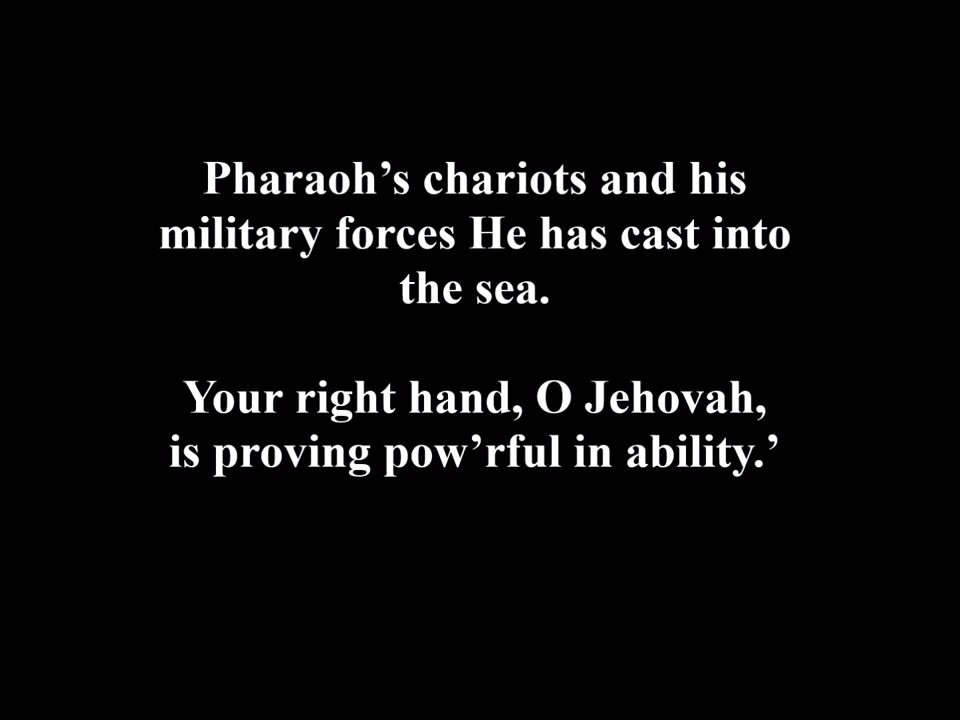 Pharaoh’s chariots and his
military forces He has cast into
the sea.
Your right hand, O Jehovah,
is proving pow’rful in ability.’